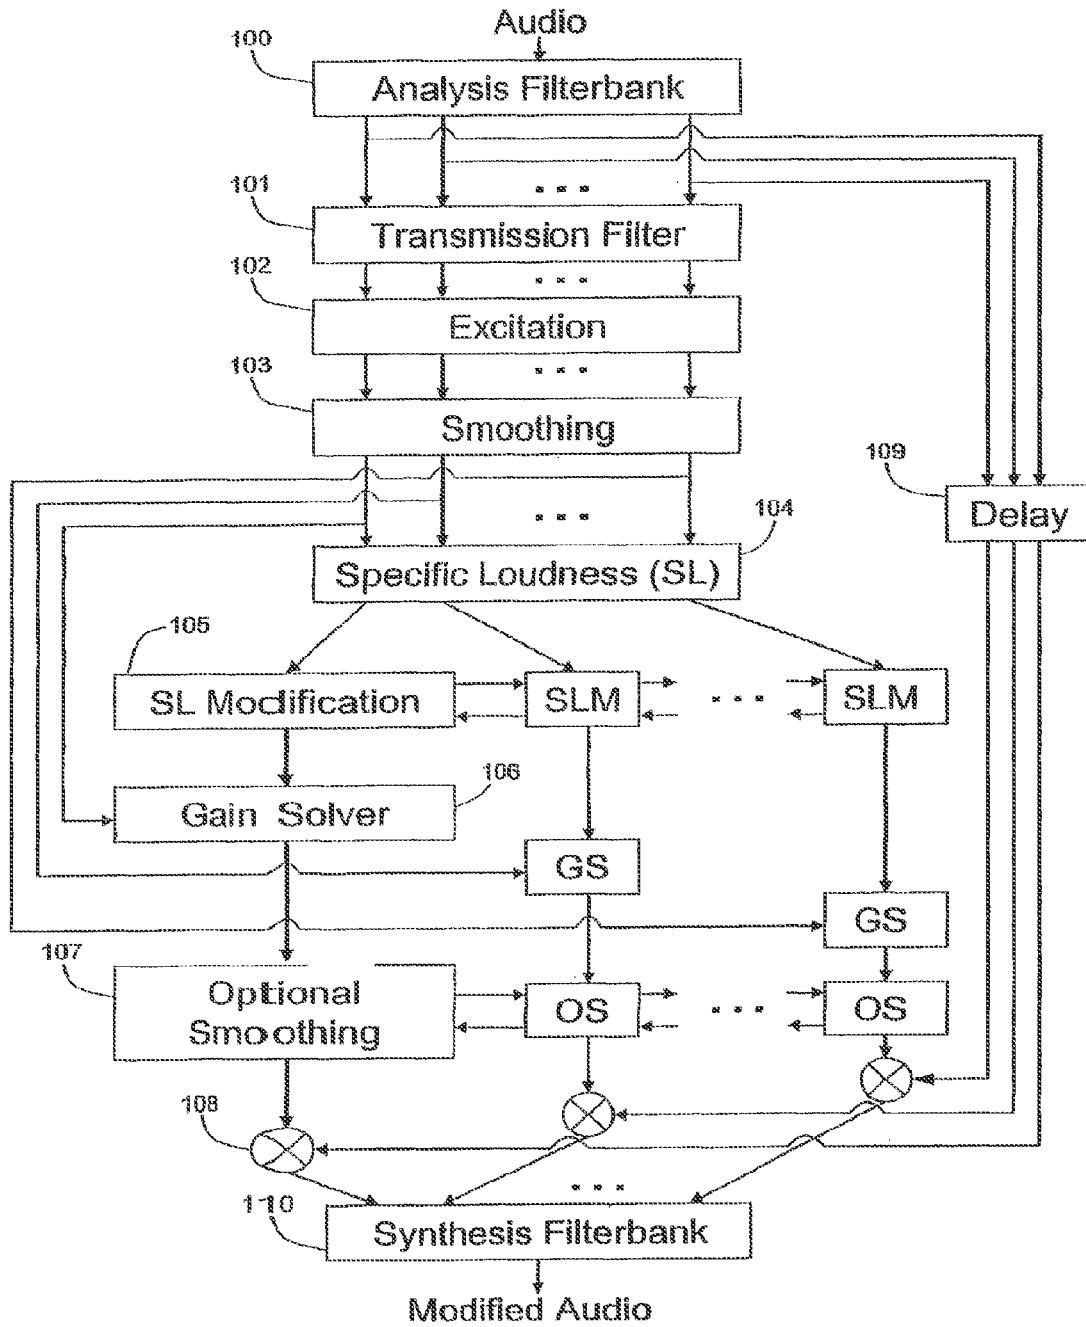 Audio
100
Analysis Filterbank
. . .
101
Transmission Filter
. . .
102
Excitation
. . .
103
Smoothing
109
Delay
. . .
104
Specific Loudness (SL)
105
SL Modification
SLM
. . .
SLM
106
Gain Solver
GS
GS
107
Optional
Smoothing
OS
. . .
OS
108
. . .
110
Synthesis Filterbank
Modified Audio